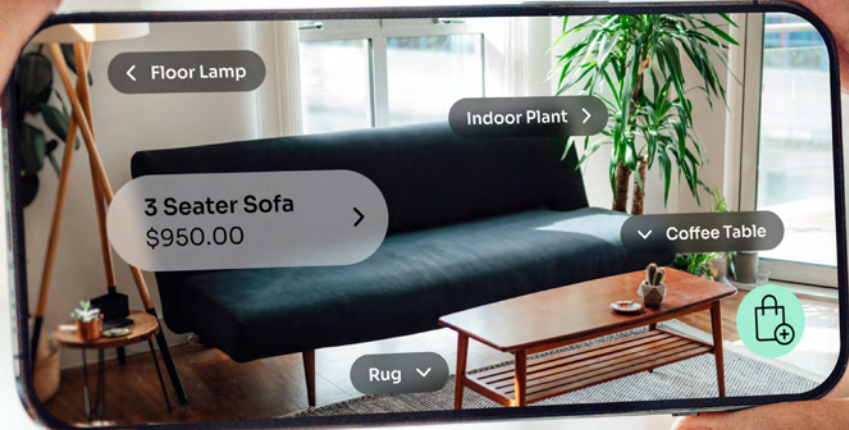 Floor Lamp
Indoor Plant
3 Seater Sofa
$950.00
Coffee Table
Rug